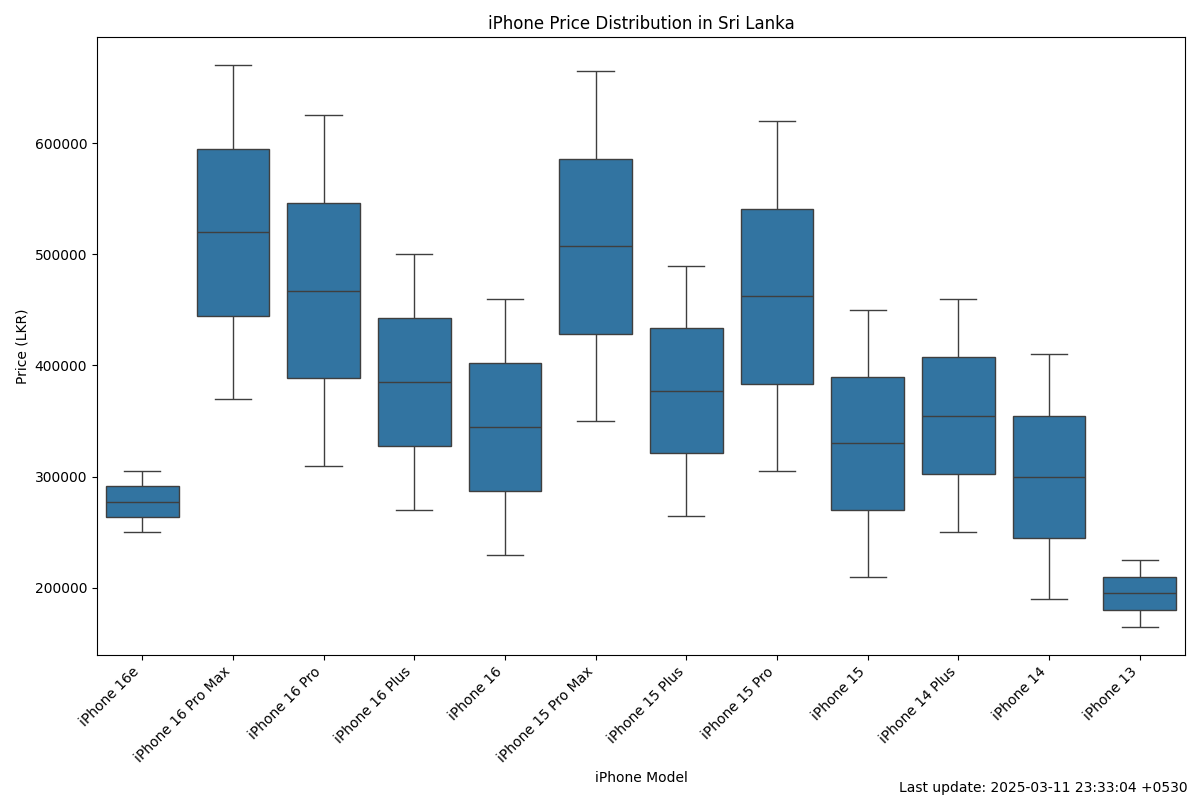 iPhone Price Distribution in Sri Lanka
Price (LKR)
600000
500000
400000
300000
200000
iPhone 16e
iPhone 16 Pro Max
iPhone 16 Pro
iPhone 16 Plus
iPhone 16
iPhone 15 Pro Max
iPhone 15 Plus
iPhone 15 Pro
iPhone 15
iPhone 14 Plus
iPhone 14
iPhone 13
iPhone Model
Last update: 2025-03-11 23:33:04 +0530